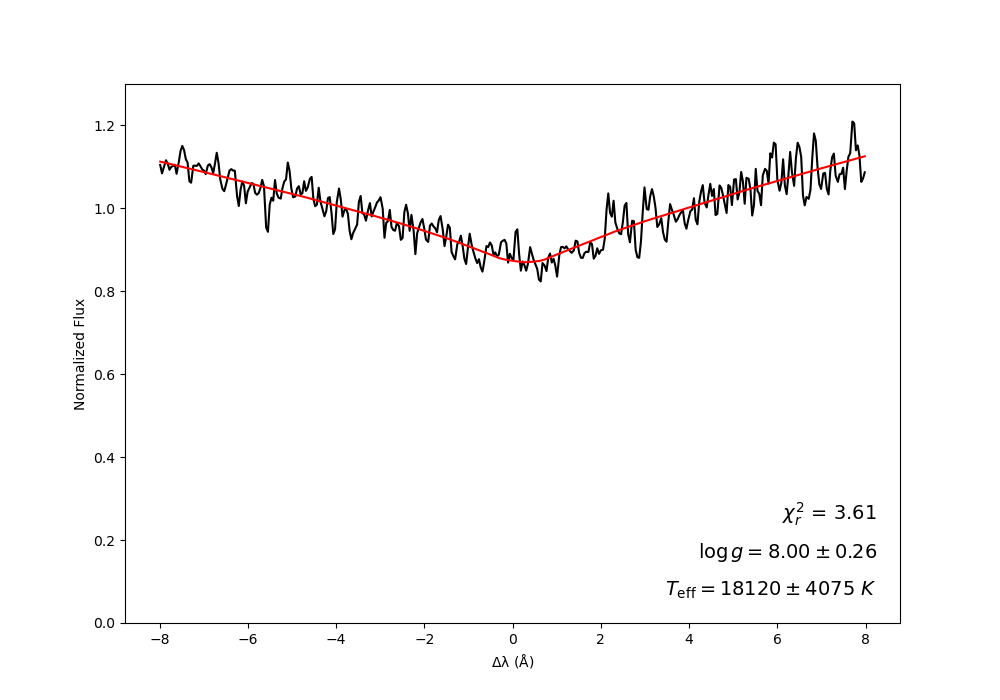 1.2
1.0
0.8
0.6
0.4
0.2
0.0
Normalized Flux
χ²ᵣ = 3.61
log g = 8.00 ± 0.26
T_eff = 18120 ± 4075 K
−8 −6 −4 −2 0 2 4 6 8
Δλ (Å)